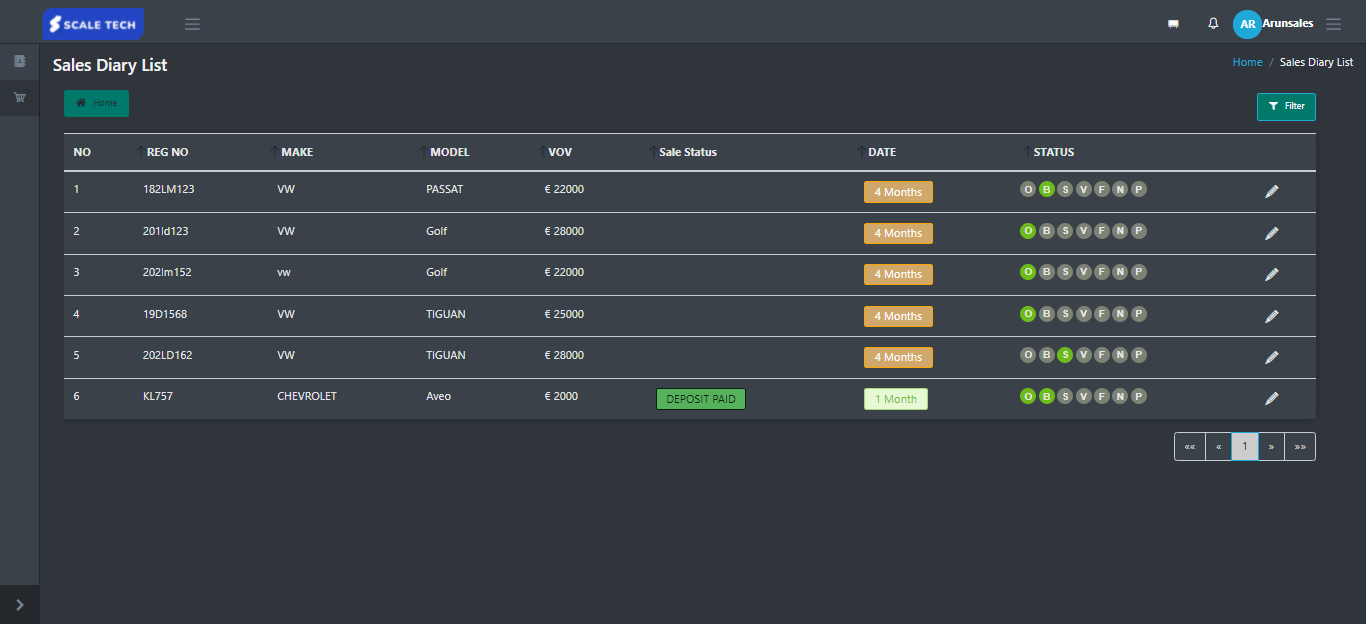 SCALE TECH
AR Arunsales
Sales Diary List
Home / Sales Diary List
Home
Filter
NO REG NO MAKE MODEL VOV Sale Status DATE STATUS
1 182LM123 VW PASSAT € 22000 4 Months O B S V F N P
2 201ld123 VW Golf € 28000 4 Months O B S V F N P
3 202lm152 vw Golf € 22000 4 Months O B S V F N P
4 19D1568 VW TIGUAN € 25000 4 Months O B S V F N P
5 202LD162 VW TIGUAN € 28000 4 Months O B S V F N P
6 KL757 CHEVROLET Aveo € 2000 DEPOSIT PAID 1 Month O B S V F N P
«« « 1 » »»